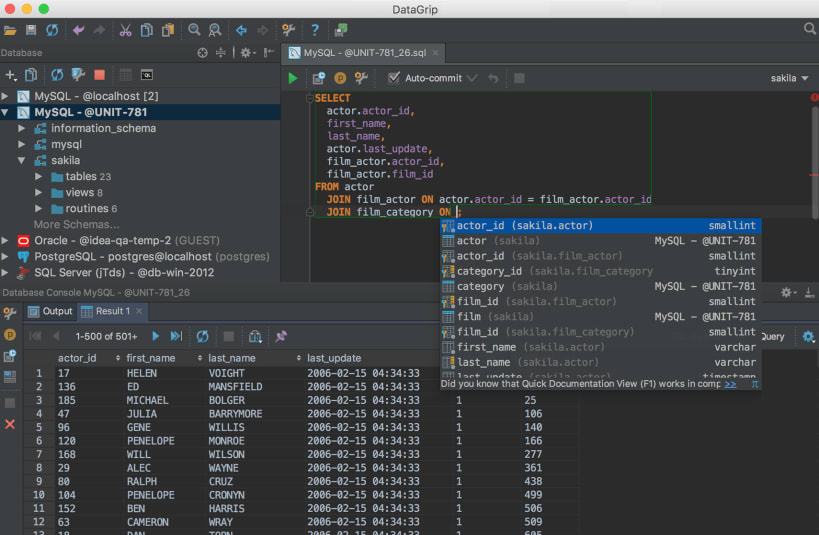 DataGrip
Database
MySQL - @UNIT-781_26.sql
Auto-commit
sakila
MySQL - @localhost [2]
MySQL - @UNIT-781
information_schema
mysql
sakila
tables 23
views 8
routines 6
More Schemas...
Oracle - @idea-qa-temp-2 (GUEST)
PostgreSQL - postgres@localhost (postgres)
SQL Server (jTds) - @db-win-2012
SELECT
actor.actor_id,
first_name,
last_name,
actor.last_update,
film_actor.actor_id,
film_actor.film_id
FROM actor
JOIN film_actor ON actor.actor_id = film_actor.actor_id
JOIN film_category ON ;
actor_id (sakila.actor) smallint
actor (sakila) MySQL - @UNIT-781
actor_id (sakila.film_actor) smallint
category_id (sakila.film_category tinyint
category (sakila) MySQL - @UNIT-781
film_id (sakila.film_actor) smallint
film (sakila) MySQL - @UNIT-781
film_id (sakila.film_category) smallint
first_name (sakila.actor) varchar
last_name (sakila.actor) varchar
last_update (sakila.actor) timestamp
Did you know that Quick Documentation View (F1) works in comp >> π
Database Console MySQL - @UNIT-781_26
Output Result 1
1-500 of 501+ Query
actor_id first_name last_name last_update
1 17 HELEN VOIGHT 2006-02-15 04:34:33
2 136 ED MANSFIELD 2006-02-15 04:34:33
3 185 MICHAEL BOLGER 2006-02-15 04:34:33 1 25
4 47 JULIA BARRYMORE 2006-02-15 04:34:33 1 106
5 96 GENE WILLIS 2006-02-15 04:34:33 1 140
6 120 PENELOPE MONROE 2006-02-15 04:34:33 1 166
7 168 WILL WILSON 2006-02-15 04:34:33 1 277
8 29 ALEC WAYNE 2006-02-15 04:34:33 1 361
9 80 RALPH CRUZ 2006-02-15 04:34:33 1 438
10 104 PENELOPE CRONYN 2006-02-15 04:34:33 1 499
11 152 BEN HARRIS 2006-02-15 04:34:33 1 506
12 63 CAMERON WRAY 2006-02-15 04:34:33 1 509
13 18 DAN TORN 2006-02-15 04:34:33 1 605